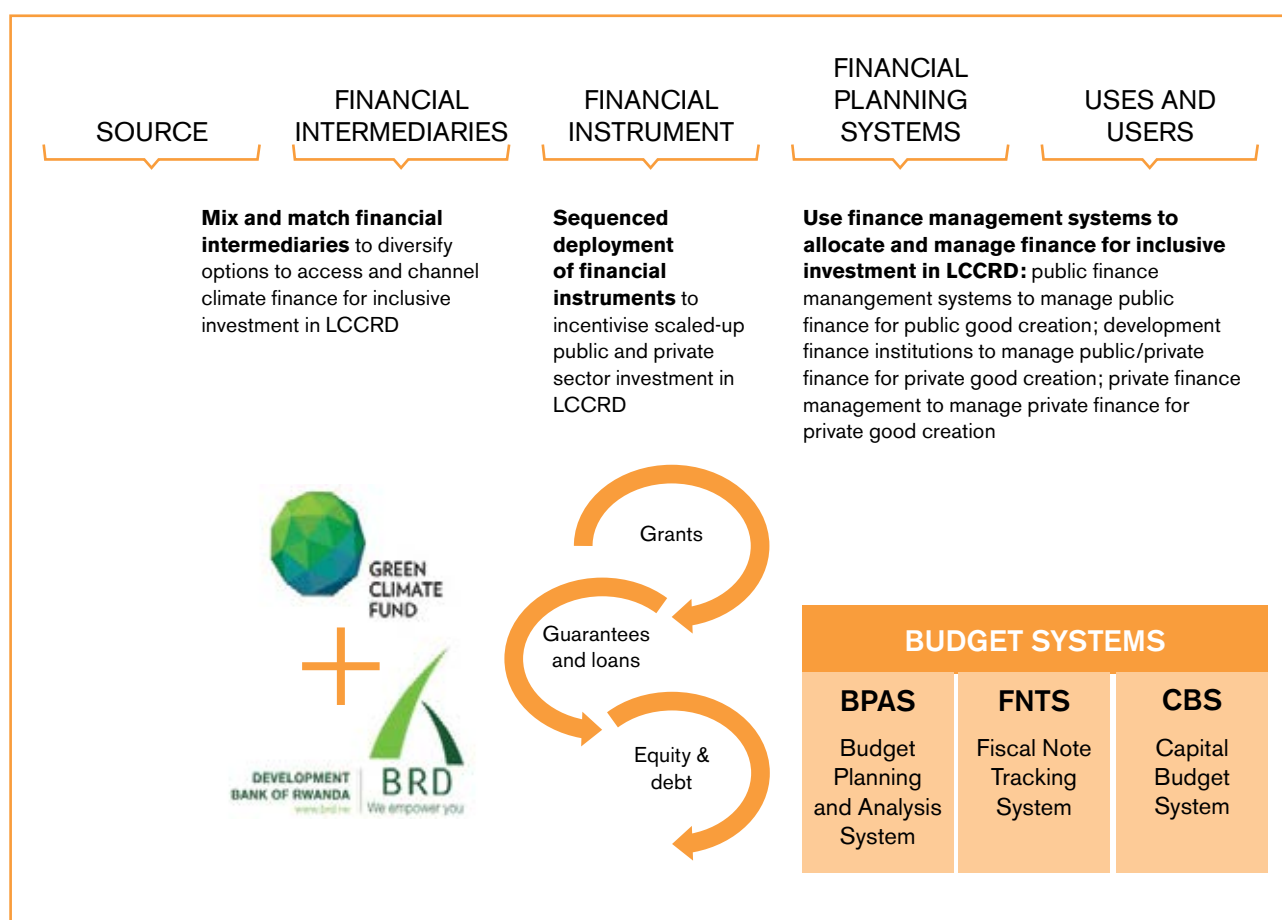 SOURCE
FINANCIAL
INTERMEDIARIES
FINANCIAL
INSTRUMENT
FINANCIAL
PLANNING
SYSTEMS
USES AND
USERS
Mix and match financial
intermediaries to diversify
options to access and channel
climate finance for inclusive
investment in LCCRD
Sequenced
deployment
of financial
instruments to
incentivise scaled-up
public and private
sector investment in
LCCRD
Use finance management systems to
allocate and manage finance for inclusive
investment in LCCRD: public finance
manangement systems to manage public
finance for public good creation; development
finance institutions to manage public/private
finance for private good creation; private finance
management to manage private finance for
private good creation
GREEN
CLIMATE
FUND
DEVELOPMENT
BANK OF RWANDA
BRD
We empower you
Grants
Guarantees
and loans
Equity &
debt
BUDGET SYSTEMS
BPAS
Budget
Planning
and Analysis
System
FNTS
Fiscal Note
Tracking
System
CBS
Capital
Budget
System